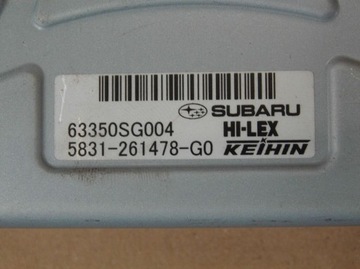 SUBARU
63350SG004 HI-LEX
5831-261478-G0 KEIHIN